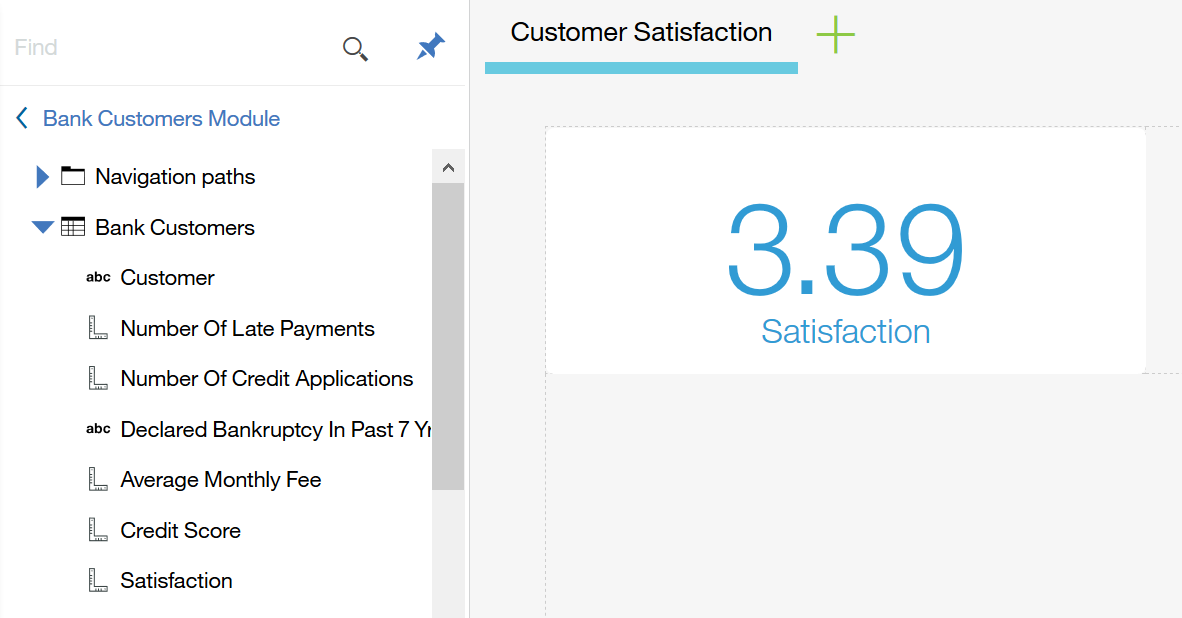 Find
Bank Customers Module
Navigation paths
Bank Customers
abc Customer
Number Of Late Payments
Number Of Credit Applications
abc Declared Bankruptcy In Past 7 Yr
Average Monthly Fee
Credit Score
Satisfaction
Customer Satisfaction
3.39
Satisfaction